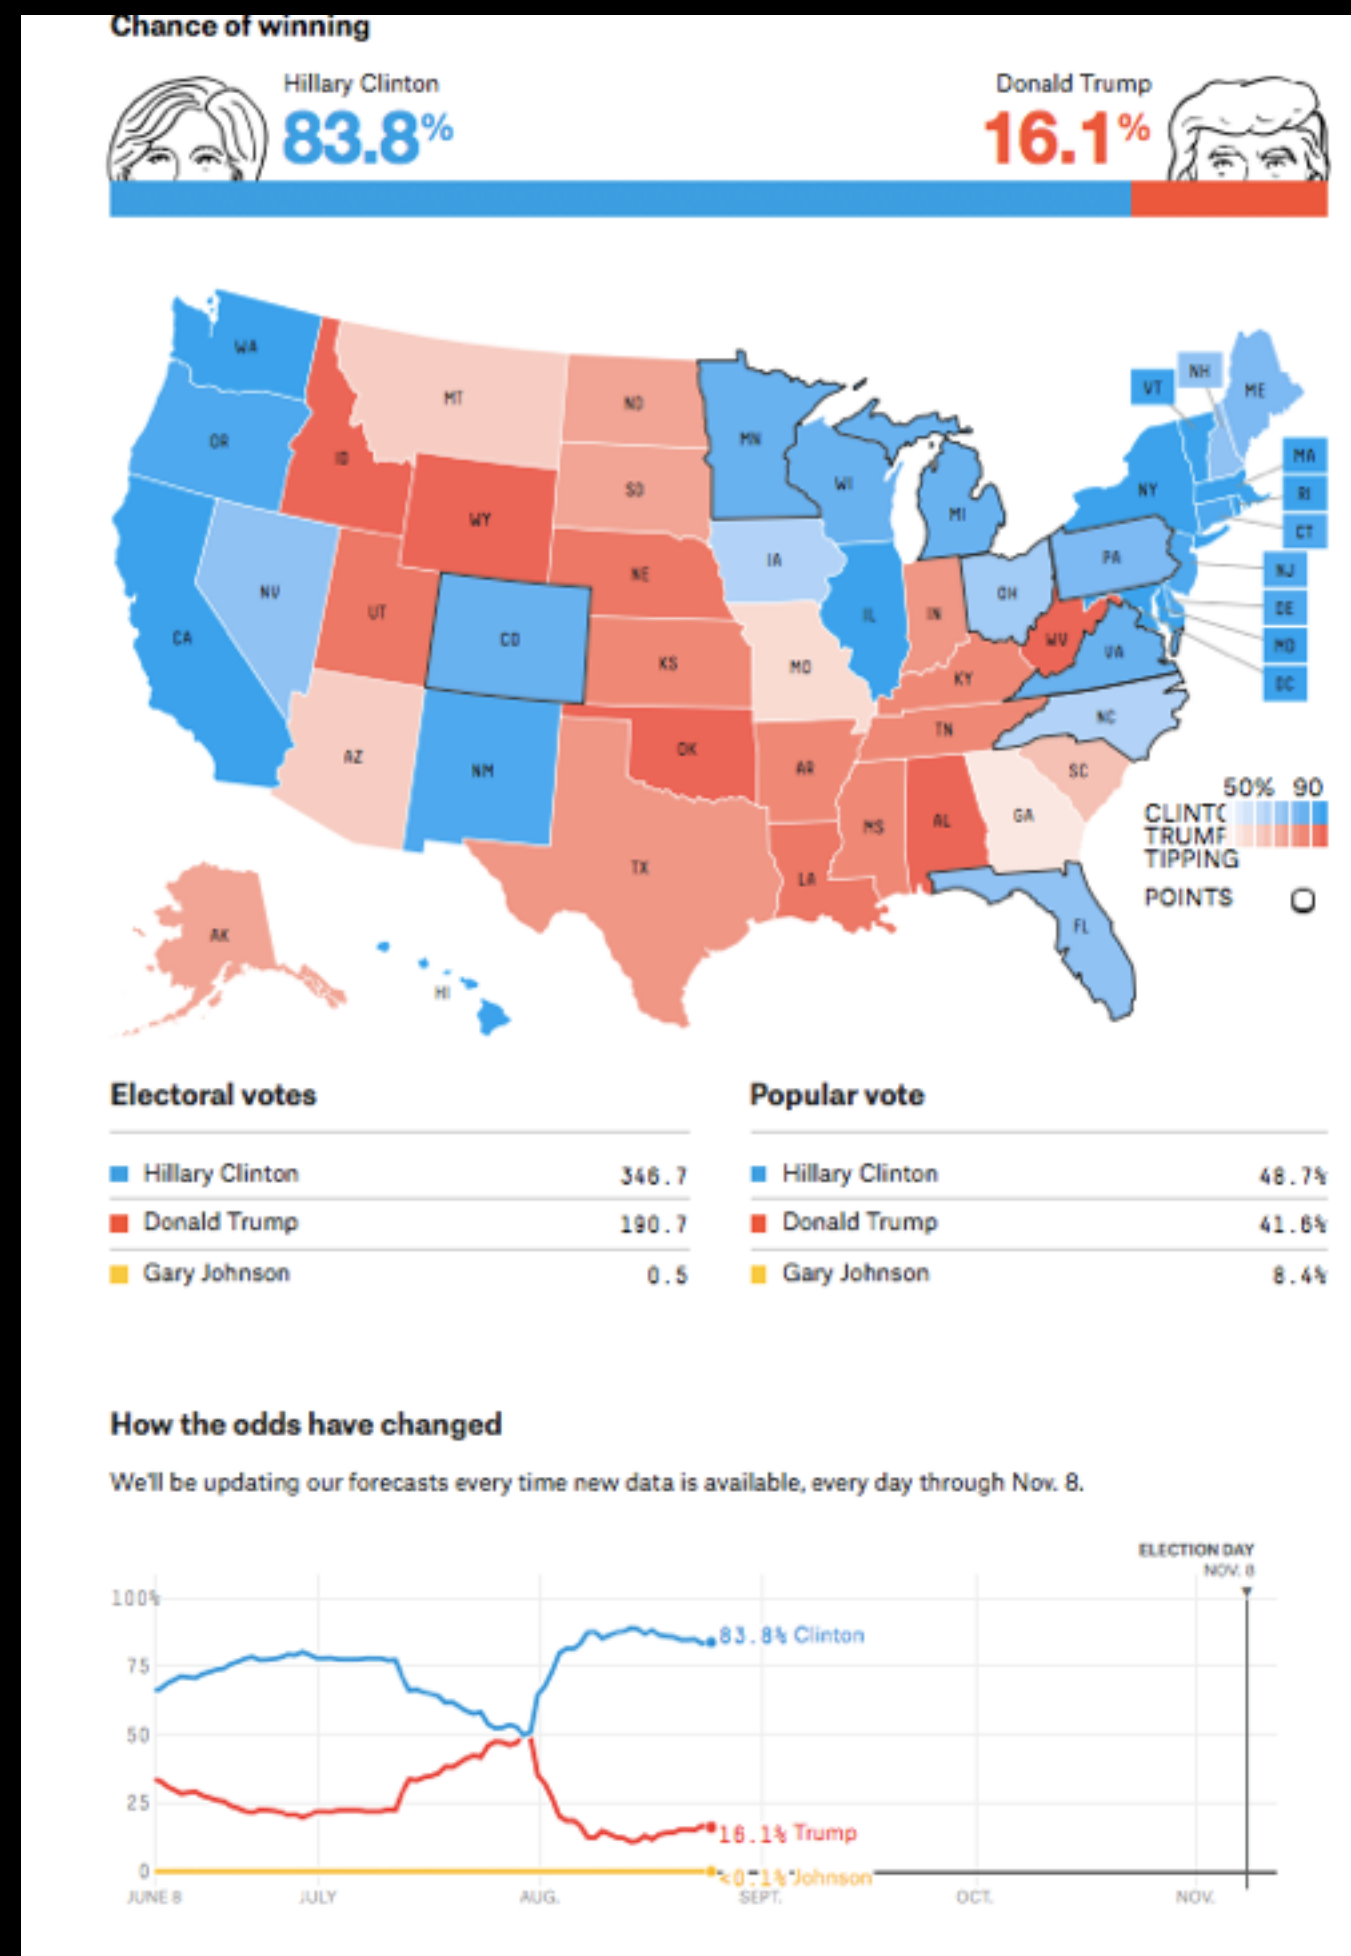 Chance of winning
Hillary Clinton
83.8%
Donald Trump
16.1%
WA
MT
ND
MN
VT
NH
ME
OR
ID
SD
WI
MI
NY
MA
RI
CT
WY
IA
PA
NJ
NV
UT
NE
OH
DE
CA
CO
KS
MO
IL
IN
WV
VA
MD
DC
KY
NC
AZ
NM
OK
AR
TN
SC
MS
AL
GA
TX
LA
FL
AK
HI
50% 90
CLINTC
TRUMP
TIPPING
POINTS
Electoral votes
Hillary Clinton 346.7
Donald Trump 190.7
Gary Johnson 0.5
Popular vote
Hillary Clinton 48.7%
Donald Trump 41.6%
Gary Johnson 8.4%
How the odds have changed
We'll be updating our forecasts every time new data is available, every day through Nov. 8.
ELECTION DAY
NOV. 8
100%
75
50
25
0
83.8% Clinton
16.1% Trump
<0.1% Johnson
JUNE 8 JULY AUG. SEPT. OCT. NOV.